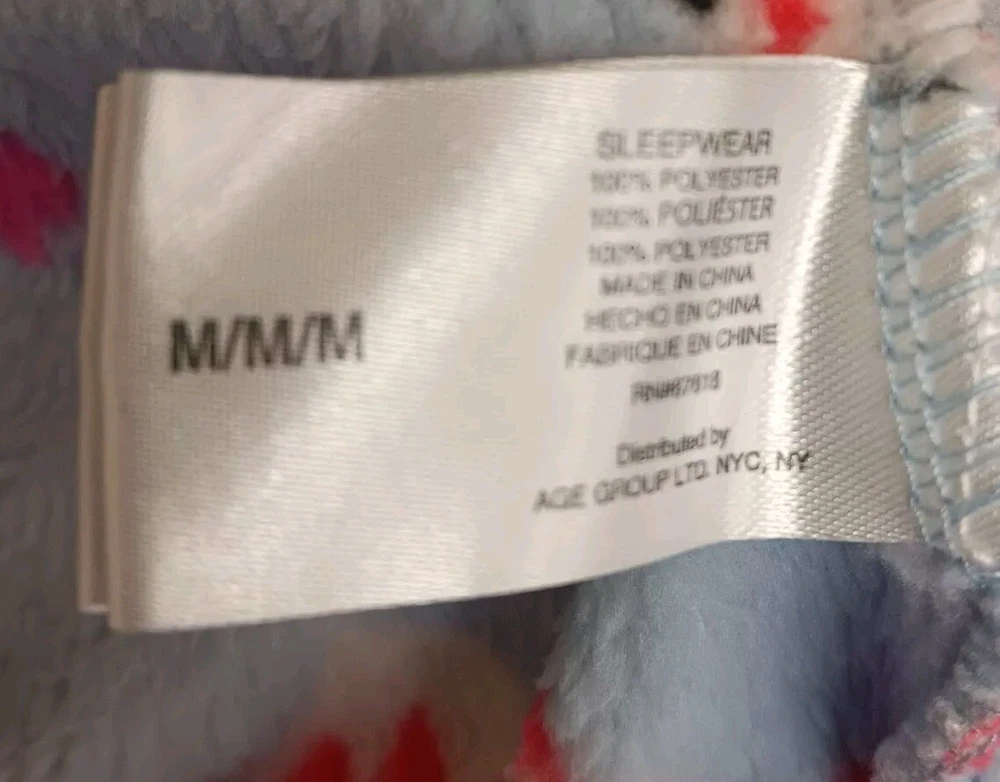 M/M/M
SLEEPWEAR
100% POLYESTER
100% POLIÉSTER
100% POLYESTER
MADE IN CHINA
HECHO EN CHINA
FABRIQUE EN CHINE
Distributed by
AGE GROUP LTD. NYC, NY